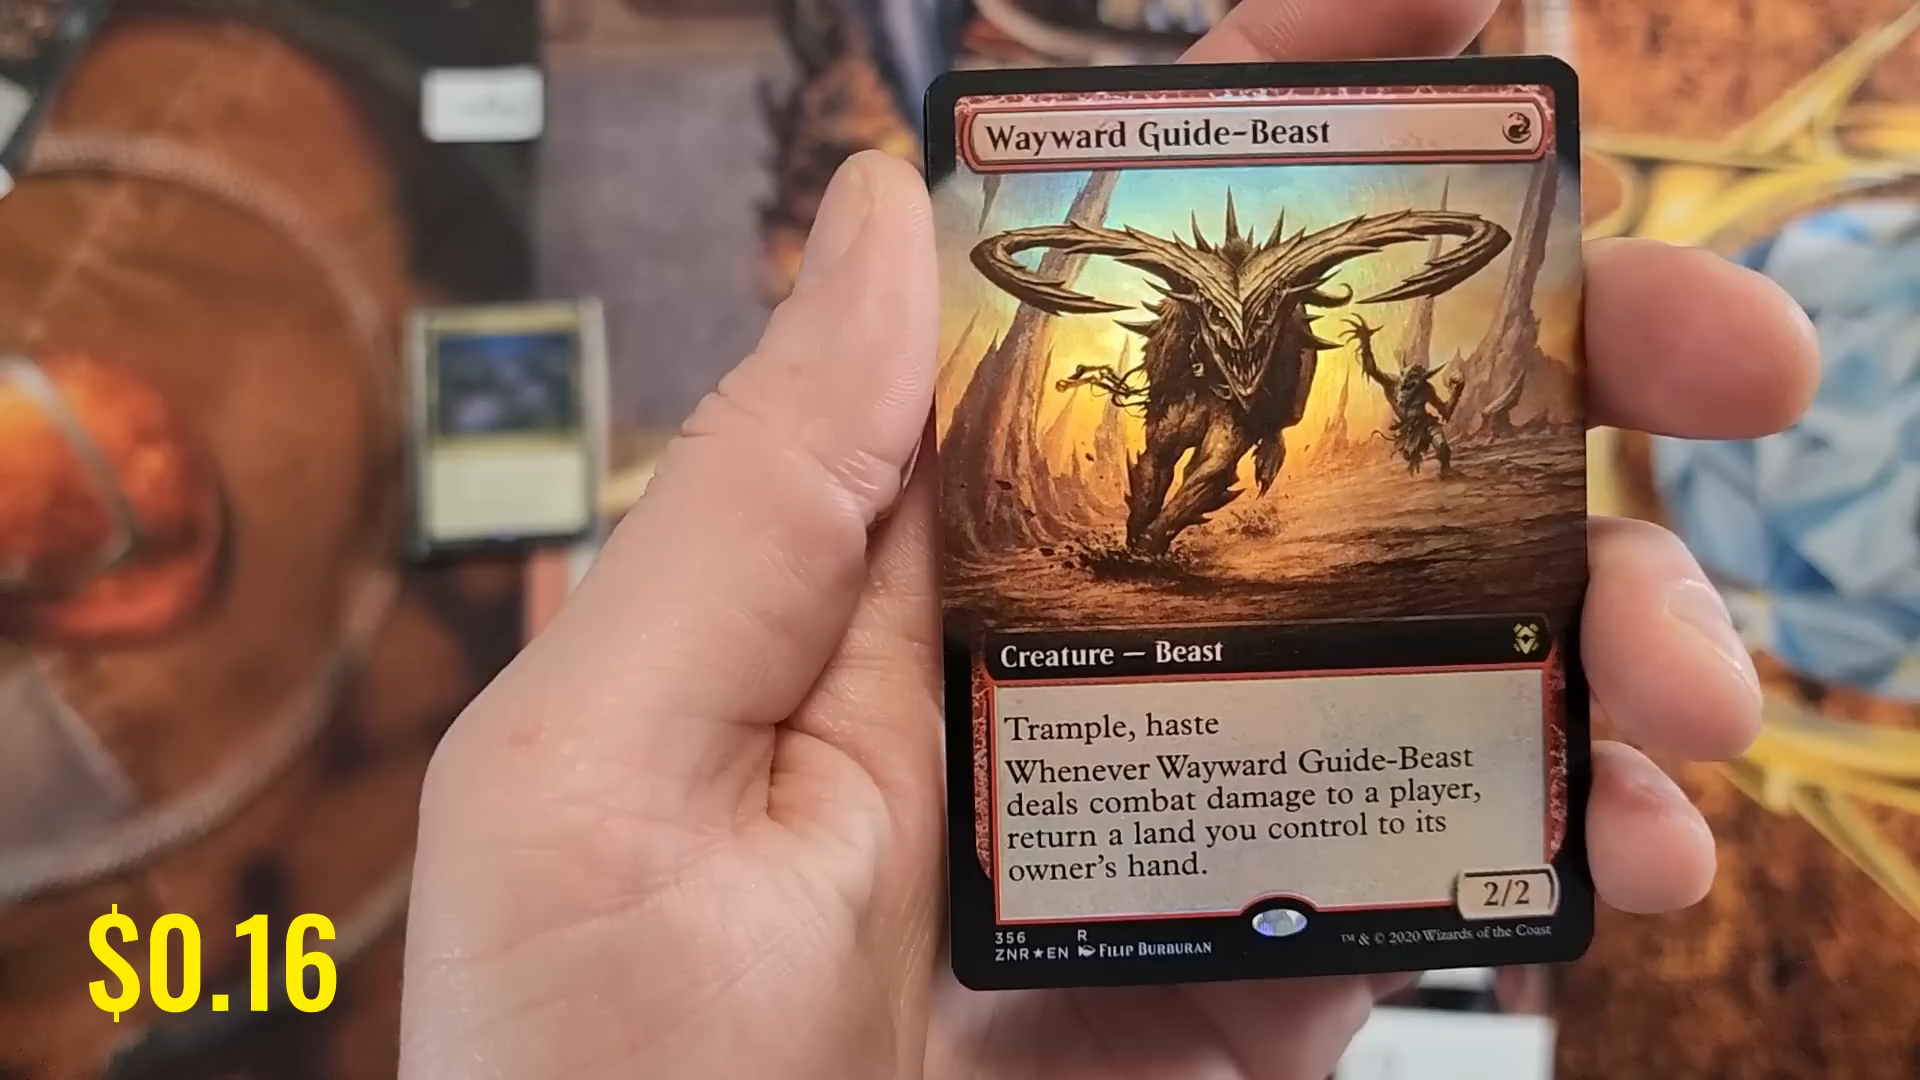 Wayward Guide-Beast
Creature — Beast
Trample, haste
Whenever Wayward Guide-Beast
deals combat damage to a player,
return a land you control to its
owner's hand.
2/2
356 R
ZNR★EN Filip Burburan
™ & © 2020 Wizards of the Coast
$0.16